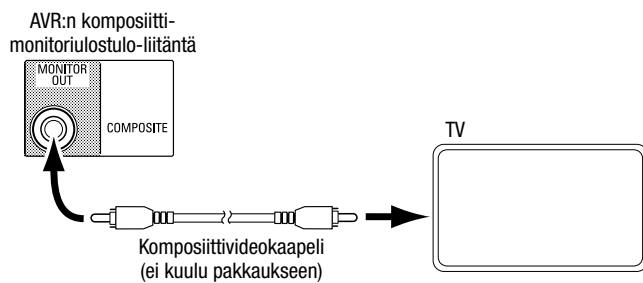 AVR:n komposiitti-
monitoriulostulo-liitäntä
MONITOR
OUT
COMPOSITE
TV
Komposiittivideokaapeli
(ei kuulu pakkaukseen)